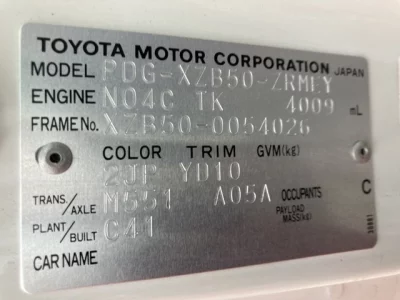 TOYOTA MOTOR CORPORATION JAPAN
MODEL PDG-XZB50-ZRMEY
ENGINE N04C TK 4009 mL
FRAME No. XZB50-0054026
COLOR TRIM GVM(kg)
2JP YD10
TRANS./AXLE M551 A05A OCCUPANTS C
PAYLOAD MASS(kg)
PLANT/BUILT C41
CAR NAME